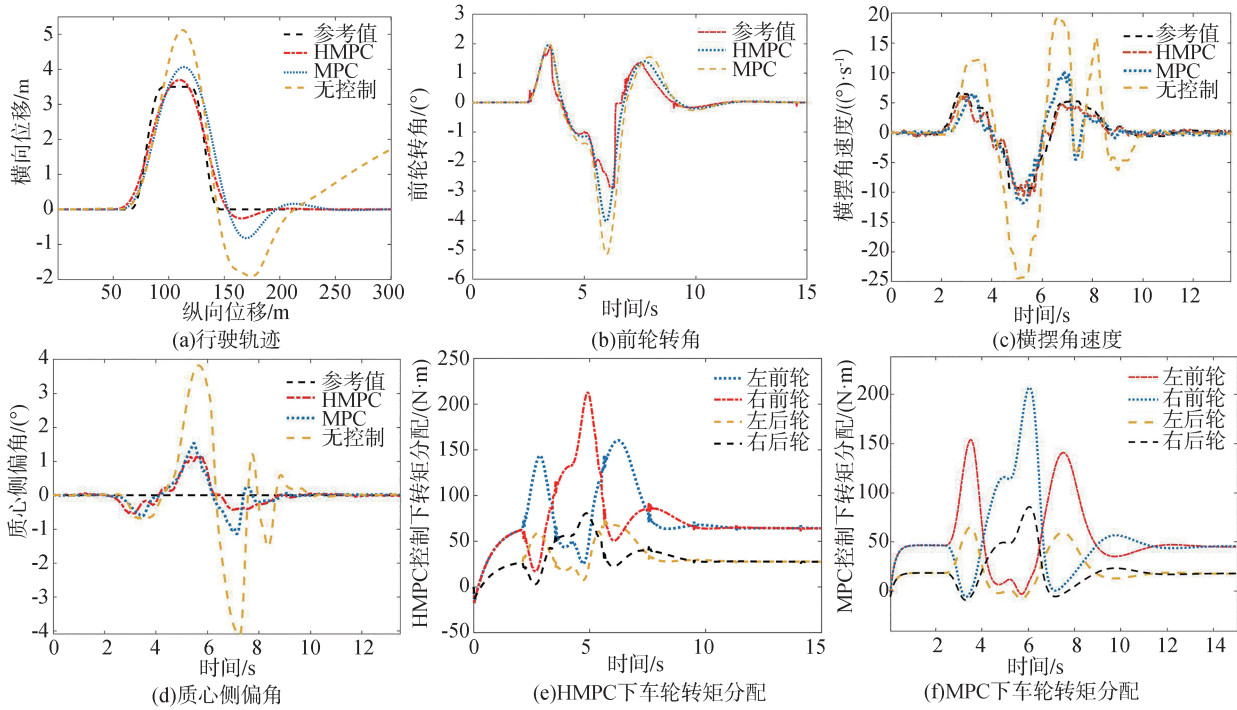 横向位移/m
5
4
3
2
1
0
-1
-2
50
100
150
200
250
300
参考值
HMPC
MPC
无控制
纵向位移/m
(a)行驶轨迹
前轮转角/(°)
3
2
1
0
-1
-2
-3
-4
-5
-6
0
5
10
15
参考值
HMPC
MPC
时间/s
(b)前轮转角
横摆角速度/((°)·s⁻¹)
20
15
10
5
0
-5
-10
-15
-20
-25
0
2
4
6
8
10
12
参考值
HMPC
MPC
无控制
时间/s
(c)横摆角速度
质心侧偏角/(°)
4
3
2
1
0
-1
-2
-3
-4
0
2
4
6
8
10
12
参考值
HMPC
MPC
无控制
时间/s
(d)质心侧偏角
HMPC控制下转矩分配/(N·m)
250
200
150
100
50
0
-50
0
5
10
15
左前轮
右前轮
左后轮
右后轮
时间/s
(e)HMPC下车轮转矩分配
MPC控制下转矩分配/(N·m)
200
150
100
50
0
2
4
6
8
10
12
14
左前轮
右前轮
左后轮
右后轮
时间/s
(f)MPC下车轮转矩分配